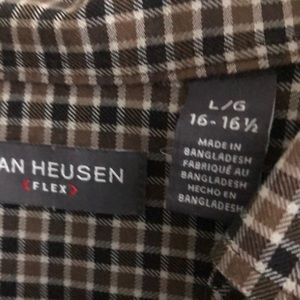 AN HEUSEN
‹FLEX›
L/G
16-16½
MADE IN
BANGLADESH
FABRIQUÉ AU
BANGLADESH
HECHO EN
BANGLADESH